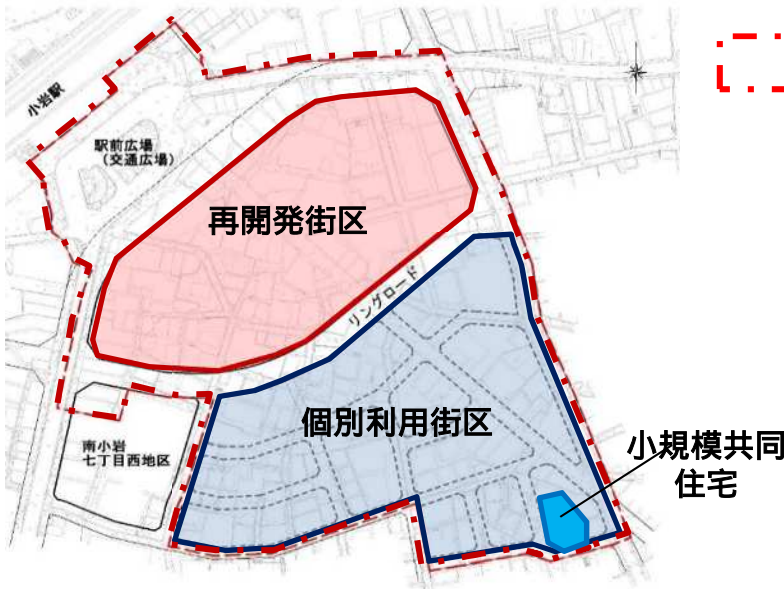 小岩駅
駅前広場
（交通広場）
再開発街区
リングロード
個別利用街区
南小岩
七丁目西地区
小規模共同
住宅